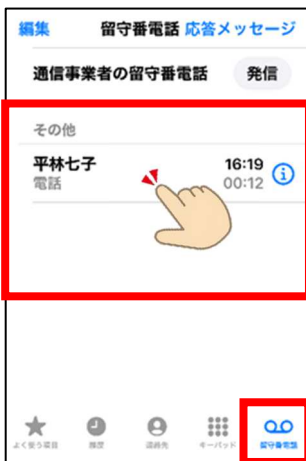 編集 留守番電話 応答メッセージ
通信事業者の留守番電話 発信
その他
平林七子 16:19
電話 00:12
よく使う項目 履歴 連絡先 キーパッド 留守番電話